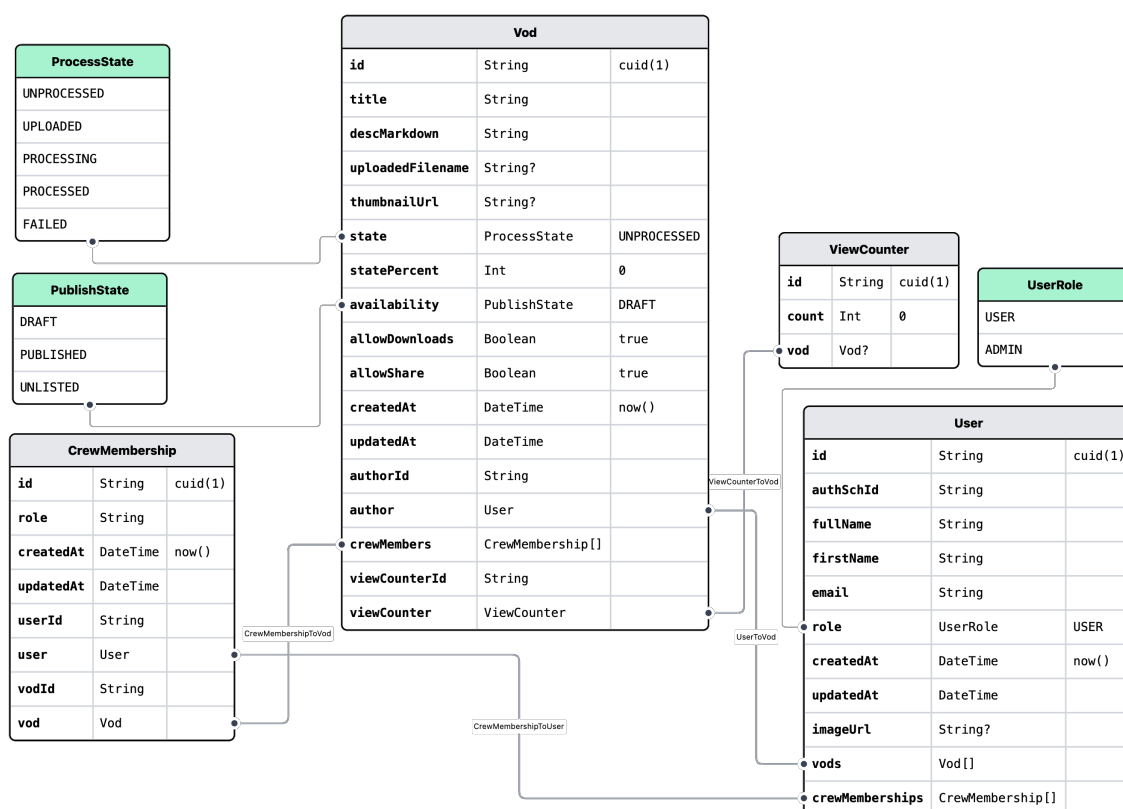 ProcessState
UNPROCESSED
UPLOADED
PROCESSING
PROCESSED
FAILED
PublishState
DRAFT
PUBLISHED
UNLISTED
CrewMembership
id String cuid(1)
role String
createdAt DateTime now()
updatedAt DateTime
userId String
user User
vodId String
vod Vod
Vod
id String cuid(1)
title String
descMarkdown String
uploadedFilename String?
thumbnailUrl String?
state ProcessState UNPROCESSED
statePercent Int 0
availability PublishState DRAFT
allowDownloads Boolean true
allowShare Boolean true
createdAt DateTime now()
updatedAt DateTime
authorId String
author User
crewMembers CrewMembership[]
viewCounterId String
viewCounter ViewCounter
CrewMembershipToVod
CrewMembershipToUser
ViewCounterToVod
UserToVod
ViewCounter
id String cuid(1)
count Int 0
vod Vod?
UserRole
USER
ADMIN
User
id String cuid(1)
authSchId String
fullName String
firstName String
email String
role UserRole USER
createdAt DateTime now()
updatedAt DateTime
imageUrl String?
vods Vod[]
crewMemberships CrewMembership[]